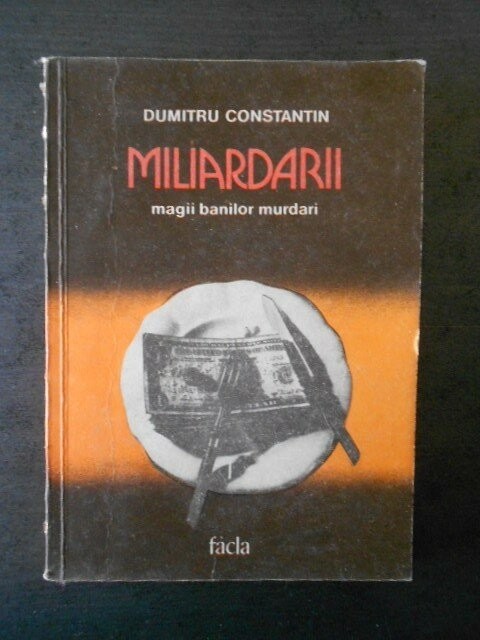 DUMITRU CONSTANTIN
MILIARDARII
magii banilor murdari
facla